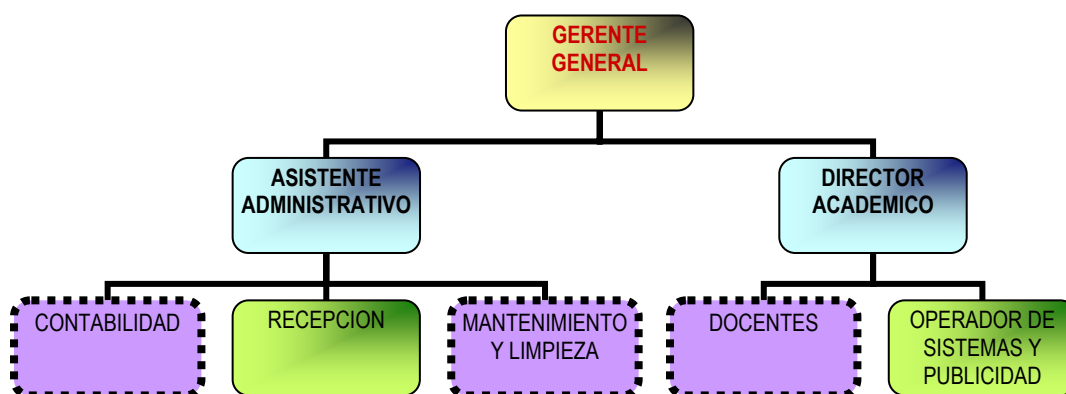 GERENTE
GENERAL
ASISTENTE
ADMINISTRATIVO
DIRECTOR
ACADEMICO
CONTABILIDAD
RECEPCION
MANTENIMIENTO
Y LIMPIEZA
DOCENTES
OPERADOR DE
SISTEMAS Y
PUBLICIDAD